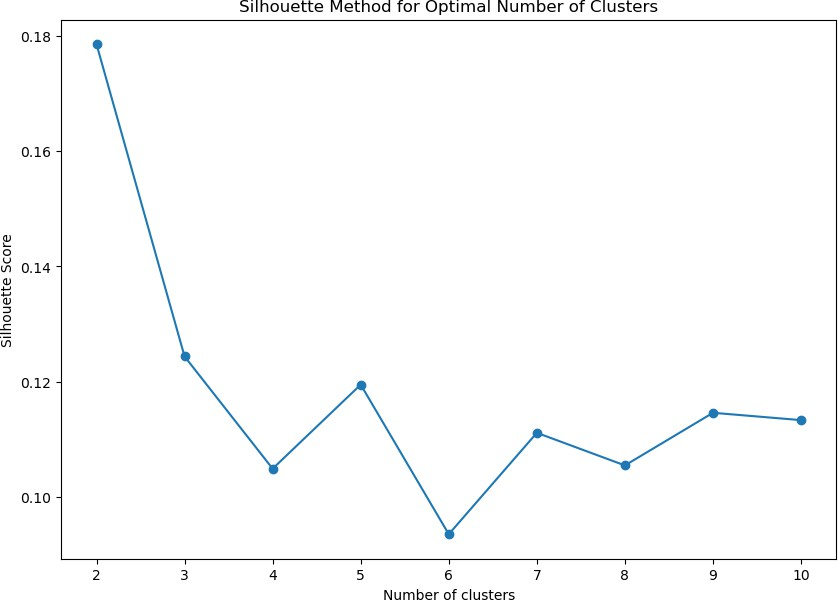 Silhouette Method for Optimal Number of Clusters
0.18
0.16
0.14
0.12
0.10
Silhouette Score
2 3 4 5 6 7 8 9 10
Number of clusters